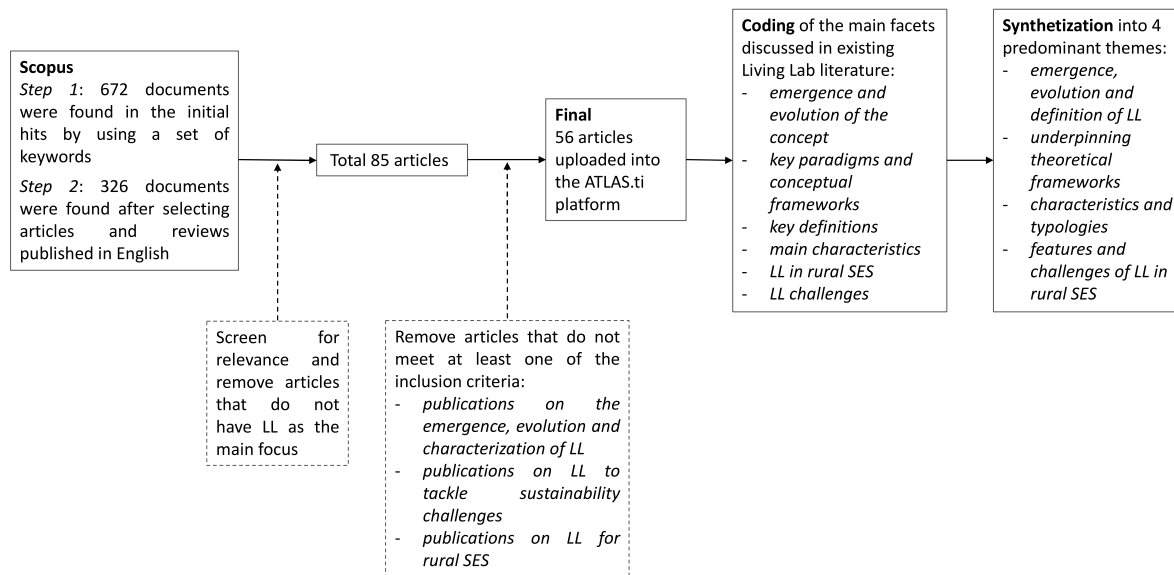 Scopus
Step 1: 672 documents
were found in the initial
hits by using a set of
keywords
Step 2: 326 documents
were found after selecting
articles and reviews
published in English
Total 85 articles
Final
56 articles
uploaded into
the ATLAS.ti
platform
Coding of the main facets
discussed in existing
Living Lab literature:
- emergence and
evolution of the
concept
- key paradigms and
conceptual
frameworks
- key definitions
- main characteristics
- LL in rural SES
- LL challenges
Synthetization into 4
predominant themes:
- emergence,
evolution and
definition of LL
- underpinning
theoretical
frameworks
- characteristics and
typologies
- features and
challenges of LL in
rural SES
Screen for
relevance and
remove articles
that do not
have LL as the
main focus
Remove articles that do not
meet at least one of the
inclusion criteria:
- publications on the
emergence, evolution and
characterization of LL
- publications on LL to
tackle sustainability
challenges
- publications on LL for
rural SES